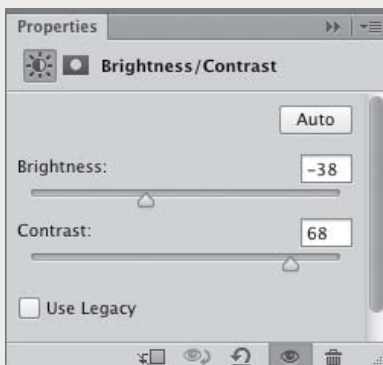 Properties
Brightness/Contrast
Auto
Brightness: -38
Contrast: 68
Use Legacy